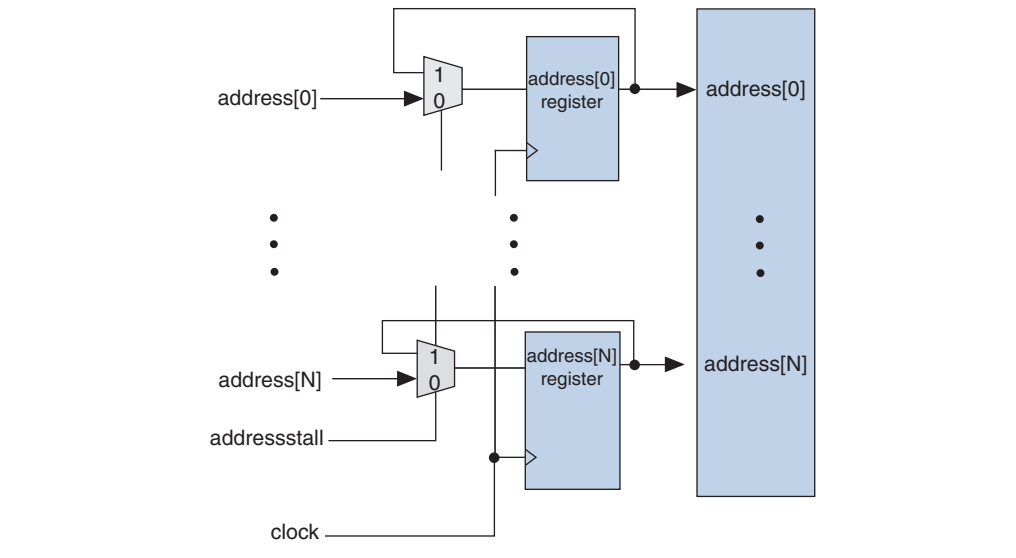 1
address[0]
0
address[0]
register
address[0]
1
address[N]
0
address[N]
register
address[N]
addressstall
clock